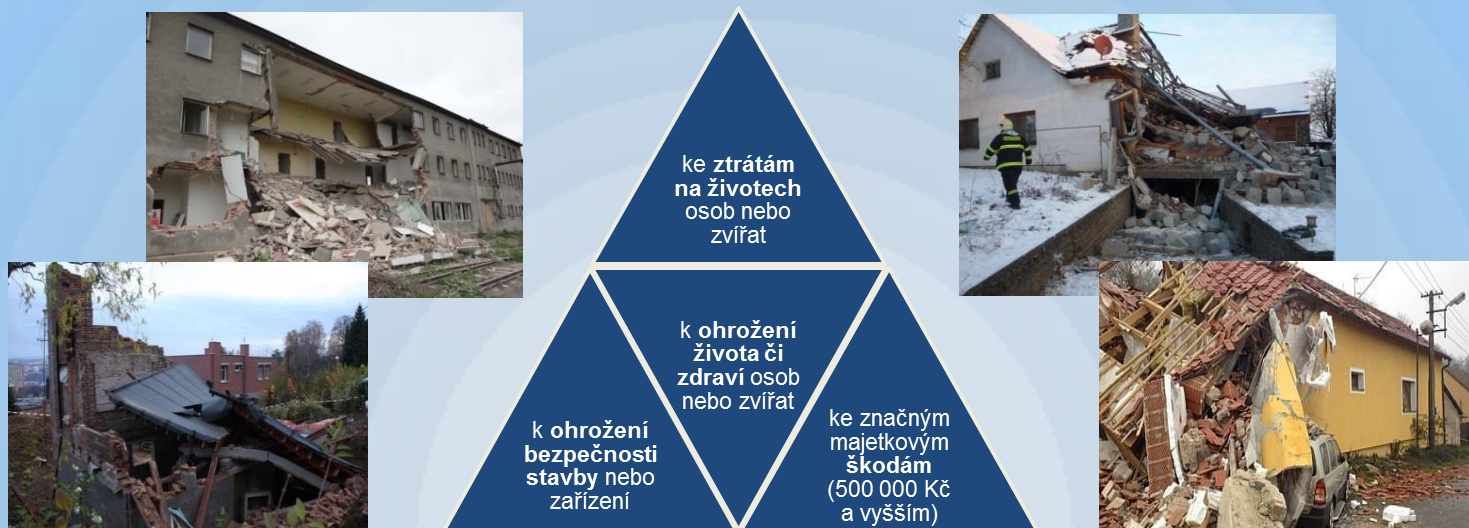 ke ztrátám
na životech
osob nebo
zvířat
k ohrožení
života či
zdraví osob
nebo zvířat
k ohrožení
bezpečnosti
stavby nebo
zařízení
ke značným
majetkovým
škodám
(500 000 Kč
a vyšším)